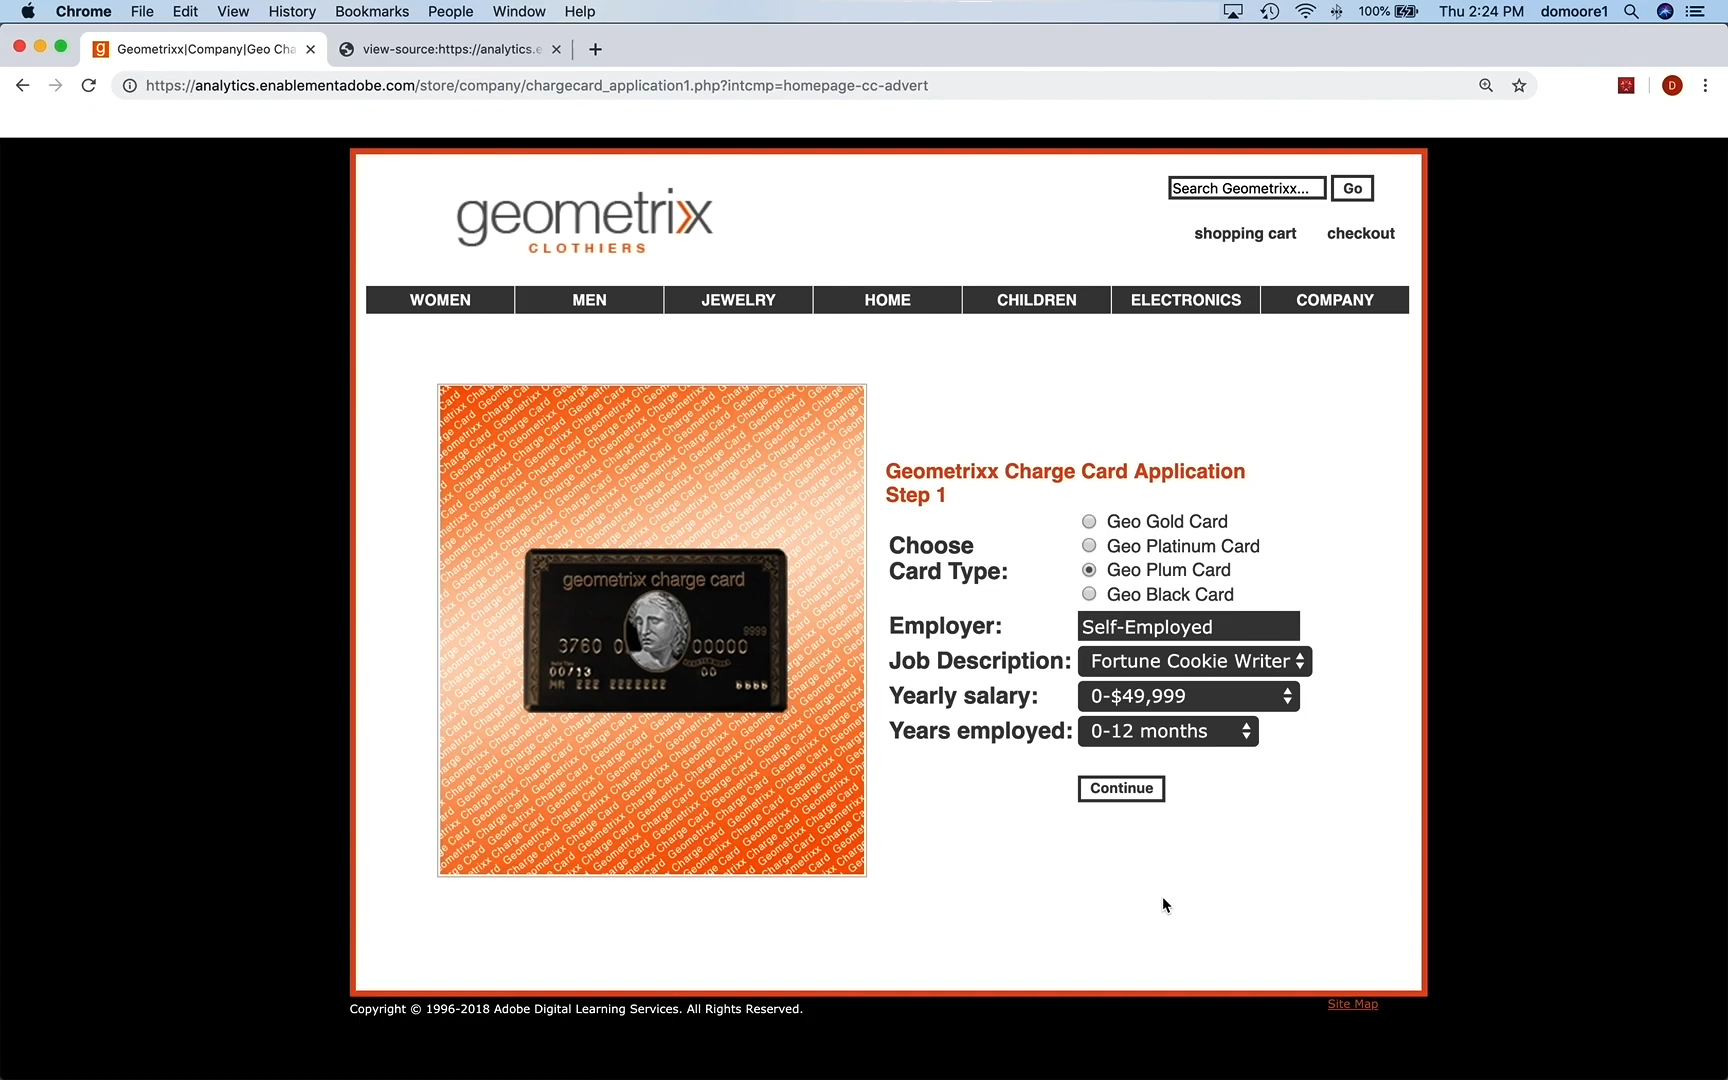 Chrome File Edit View History Bookmarks People Window Help 100% Thu 2:24 PM domoore1
Geometrixx|Company|Geo Cha view-source:https://analytics.e
https://analytics.enablementadobe.com/store/company/chargecard_application1.php?intcmp=homepage-cc-advert
D
geometrixx
CLOTHIERS
Search Geometrixx... Go
shopping cart checkout
WOMEN MEN JEWELRY HOME CHILDREN ELECTRONICS COMPANY
Geometrixx Charge Card
geometrixx charge card
9999
3760 00000
00/13 00
Geometrixx Charge Card Application
Step 1
Choose
Card Type:
Geo Gold Card
Geo Platinum Card
Geo Plum Card
Geo Black Card
Employer: Self-Employed
Job Description: Fortune Cookie Writer
Yearly salary: 0-$49,999
Years employed: 0-12 months
Continue
Copyright © 1996-2018 Adobe Digital Learning Services. All Rights Reserved.
Site Map